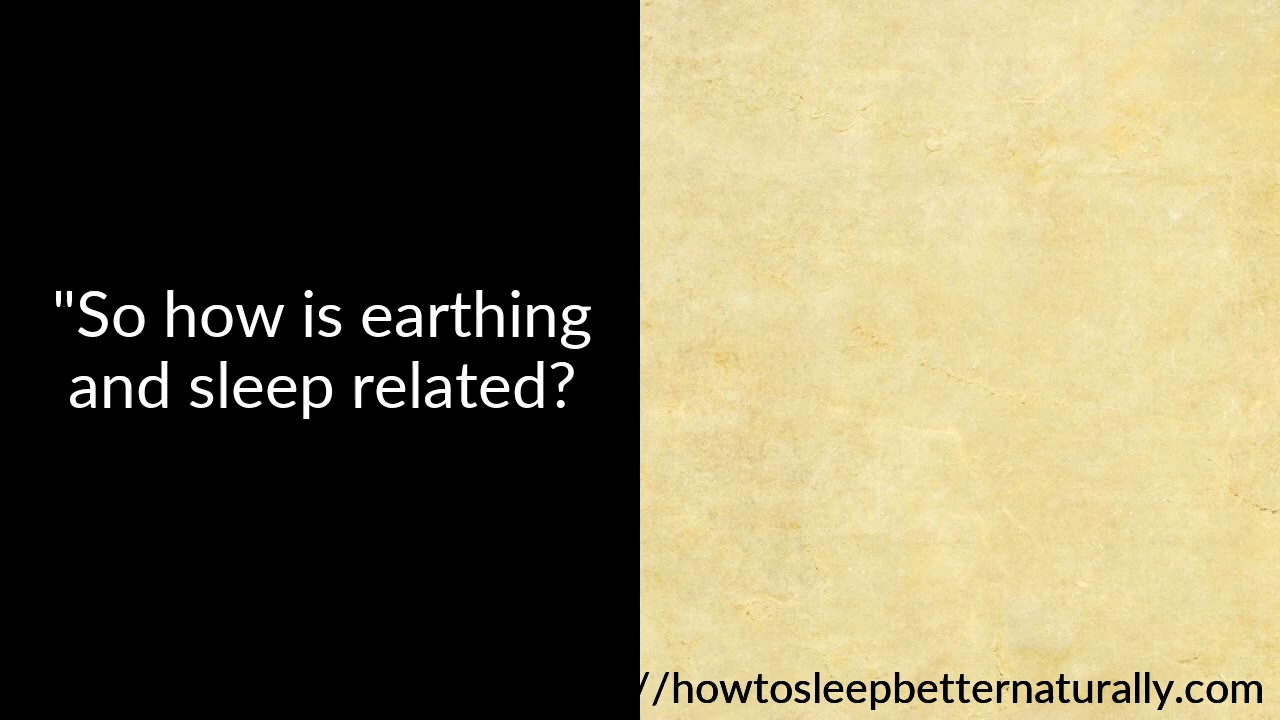 "So how is earthing
and sleep related?
//howtosleepbetternaturally.com